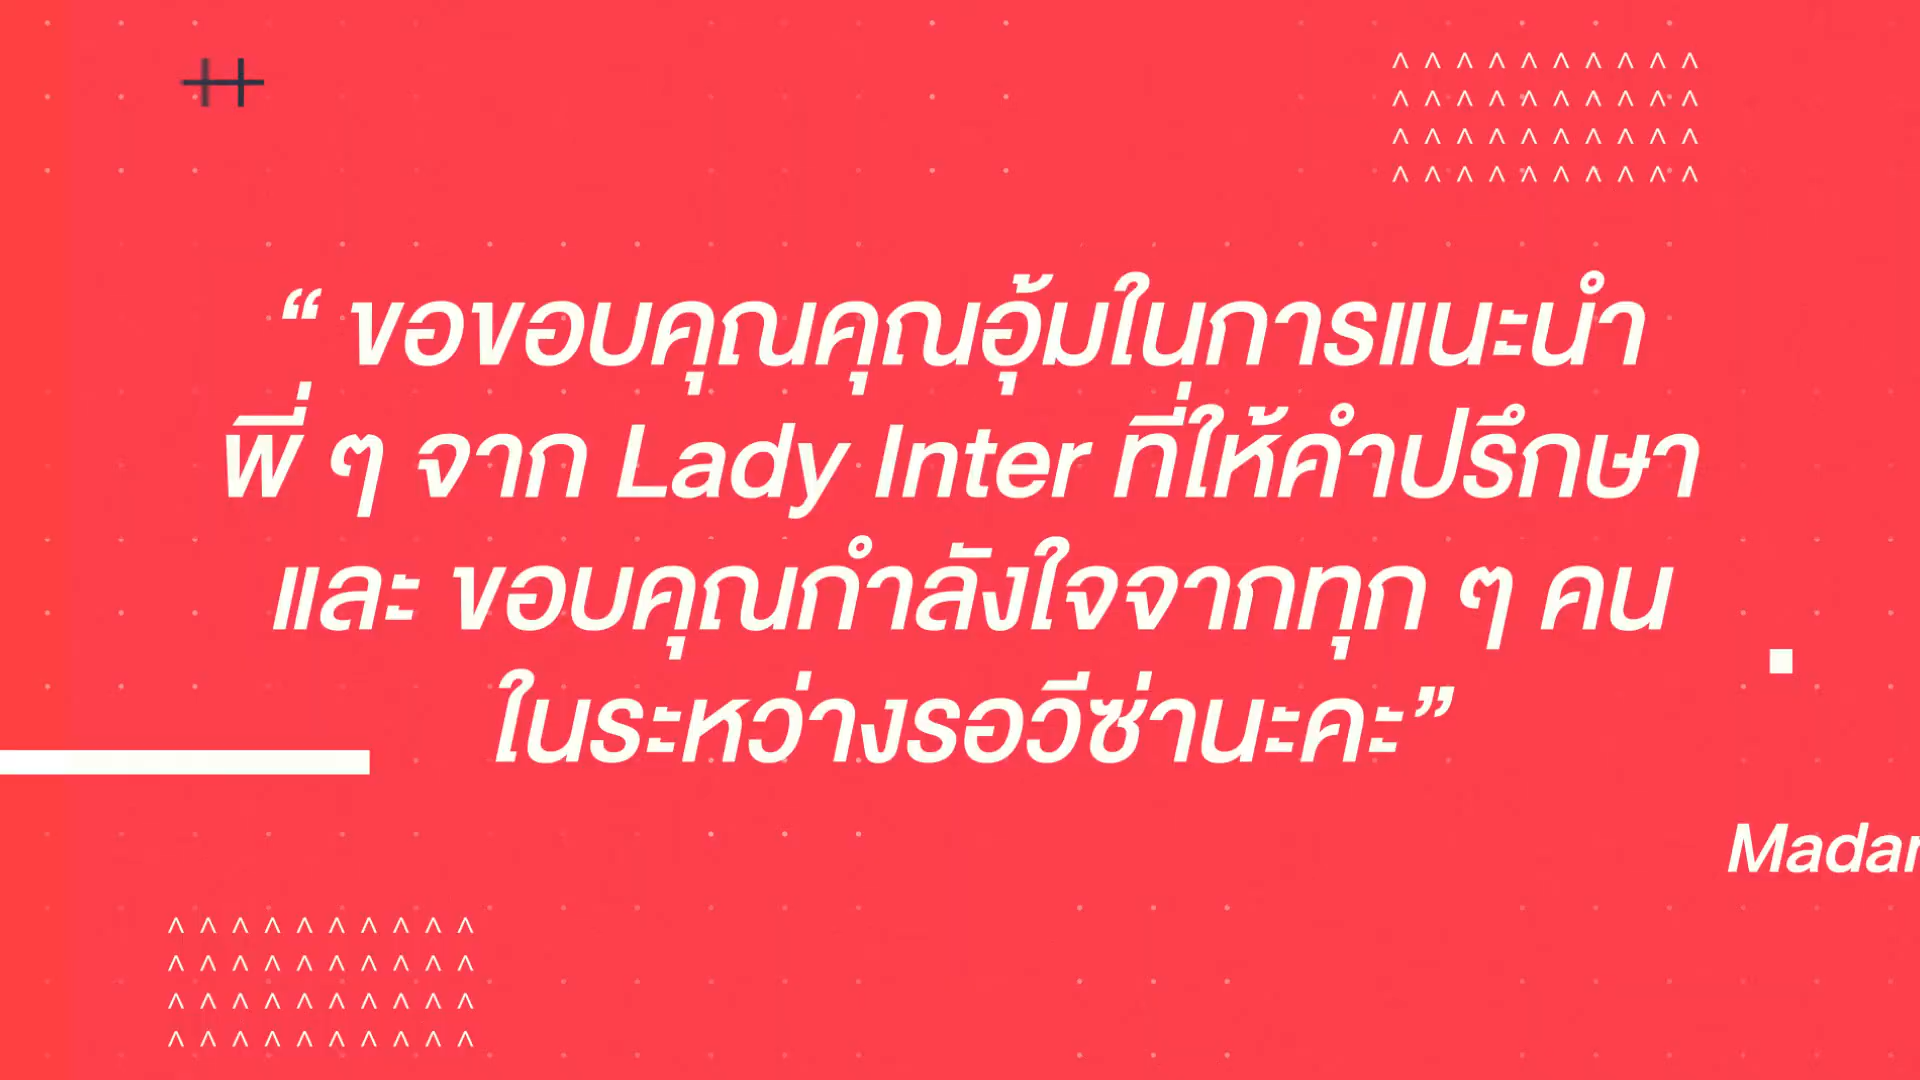 “ ขอขอบคุณคุณอุ้มในการแนะนำ
พี่ ๆ จาก Lady Inter ที่ให้คำปรึกษา
และ ขอบคุณกำลังใจจากทุก ๆ คน
ในระหว่างรอวีซ่านะคะ”